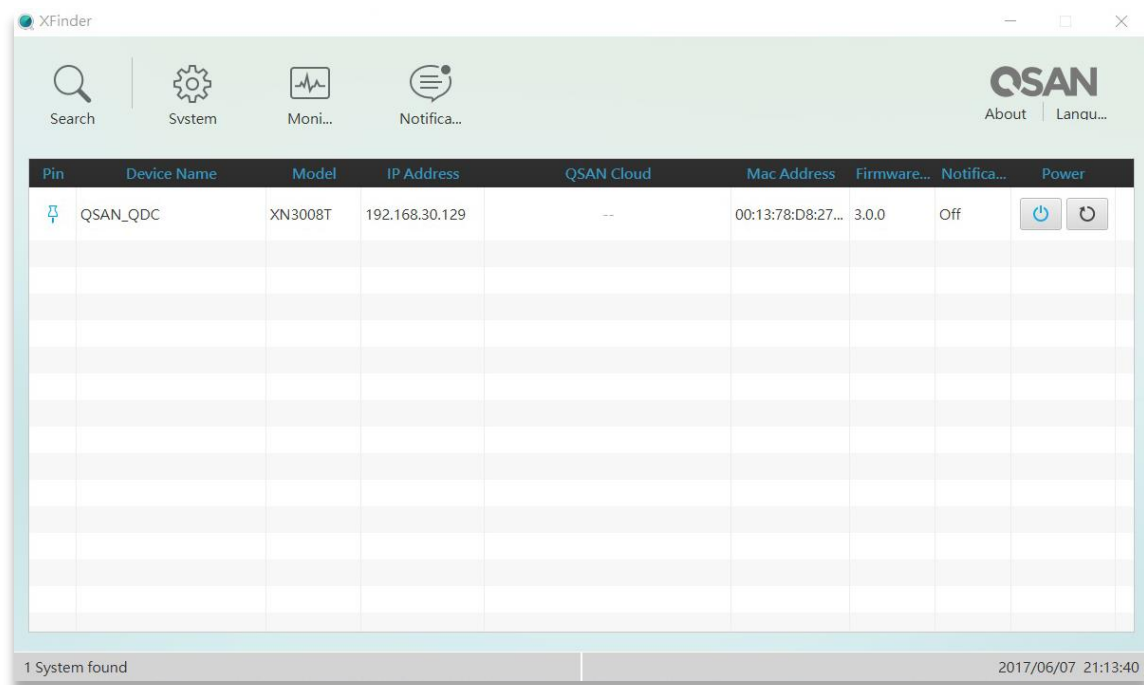 XFinder
QSAN
Search System Moni... Notifica... About Langu...
Pin Device Name Model IP Address QSAN Cloud Mac Address Firmware... Notifica... Power
QSAN_QDC XN3008T 192.168.30.129 -- 00:13:78:D8:27... 3.0.0 Off
1 System found 2017/06/07 21:13:40